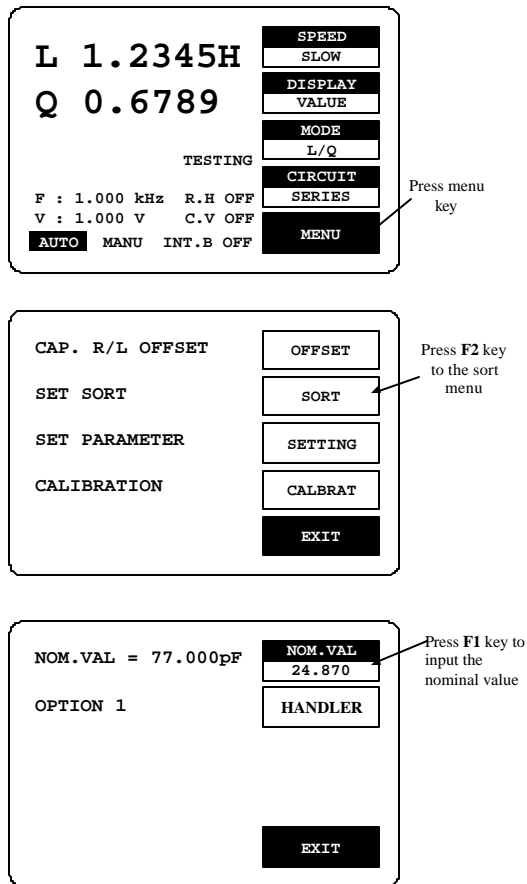 SPEED
L 1.2345H
SLOW
DISPLAY
Q 0.6789
VALUE
MODE
L/Q
TESTING
CIRCUIT
F : 1.000 kHz R.H OFF
SERIES
V : 1.000 V C.V OFF
AUTO MANU INT.B OFF
MENU
Press menu
key
CAP. R/L OFFSET
OFFSET
SET SORT
SORT
SET PARAMETER
SETTING
CALIBRATION
CALBRAT
EXIT
Press F2 key
to the sort
menu
NOM.VAL = 77.000pF
NOM.VAL
24.870
OPTION 1
HANDLER
EXIT
Press F1 key to
input the
nominal value